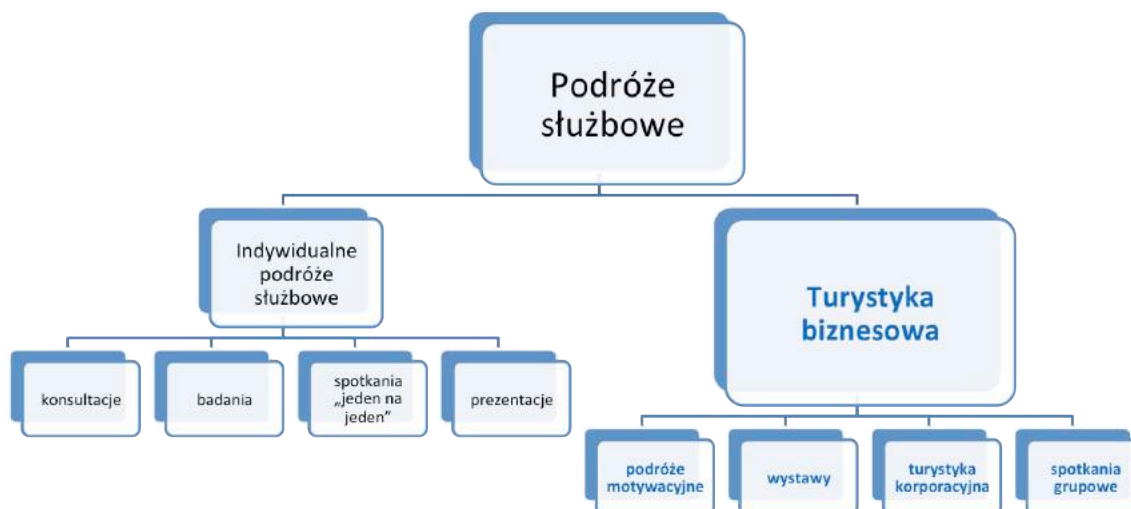 Podróże
służbowe
Indywidualne
podróże
służbowe
Turystyka
biznesowa
konsultacje
badania
spotkania
„jeden na
jeden”
prezentacje
podróże
motywacyjne
wystawy
turystyka
korporacyjna
spotkania
grupowe